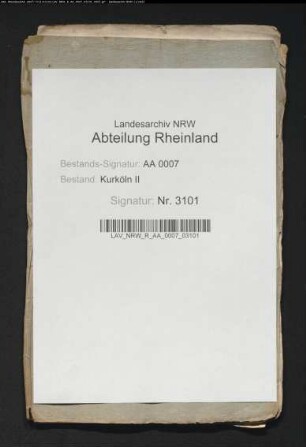 Landesarchiv NRW
Abteilung Rheinland
Bestands-Signatur: AA 0007
Bestand: Kurköln II
Signatur: Nr. 3101
LAV_NRW_R_AA_0007_03101